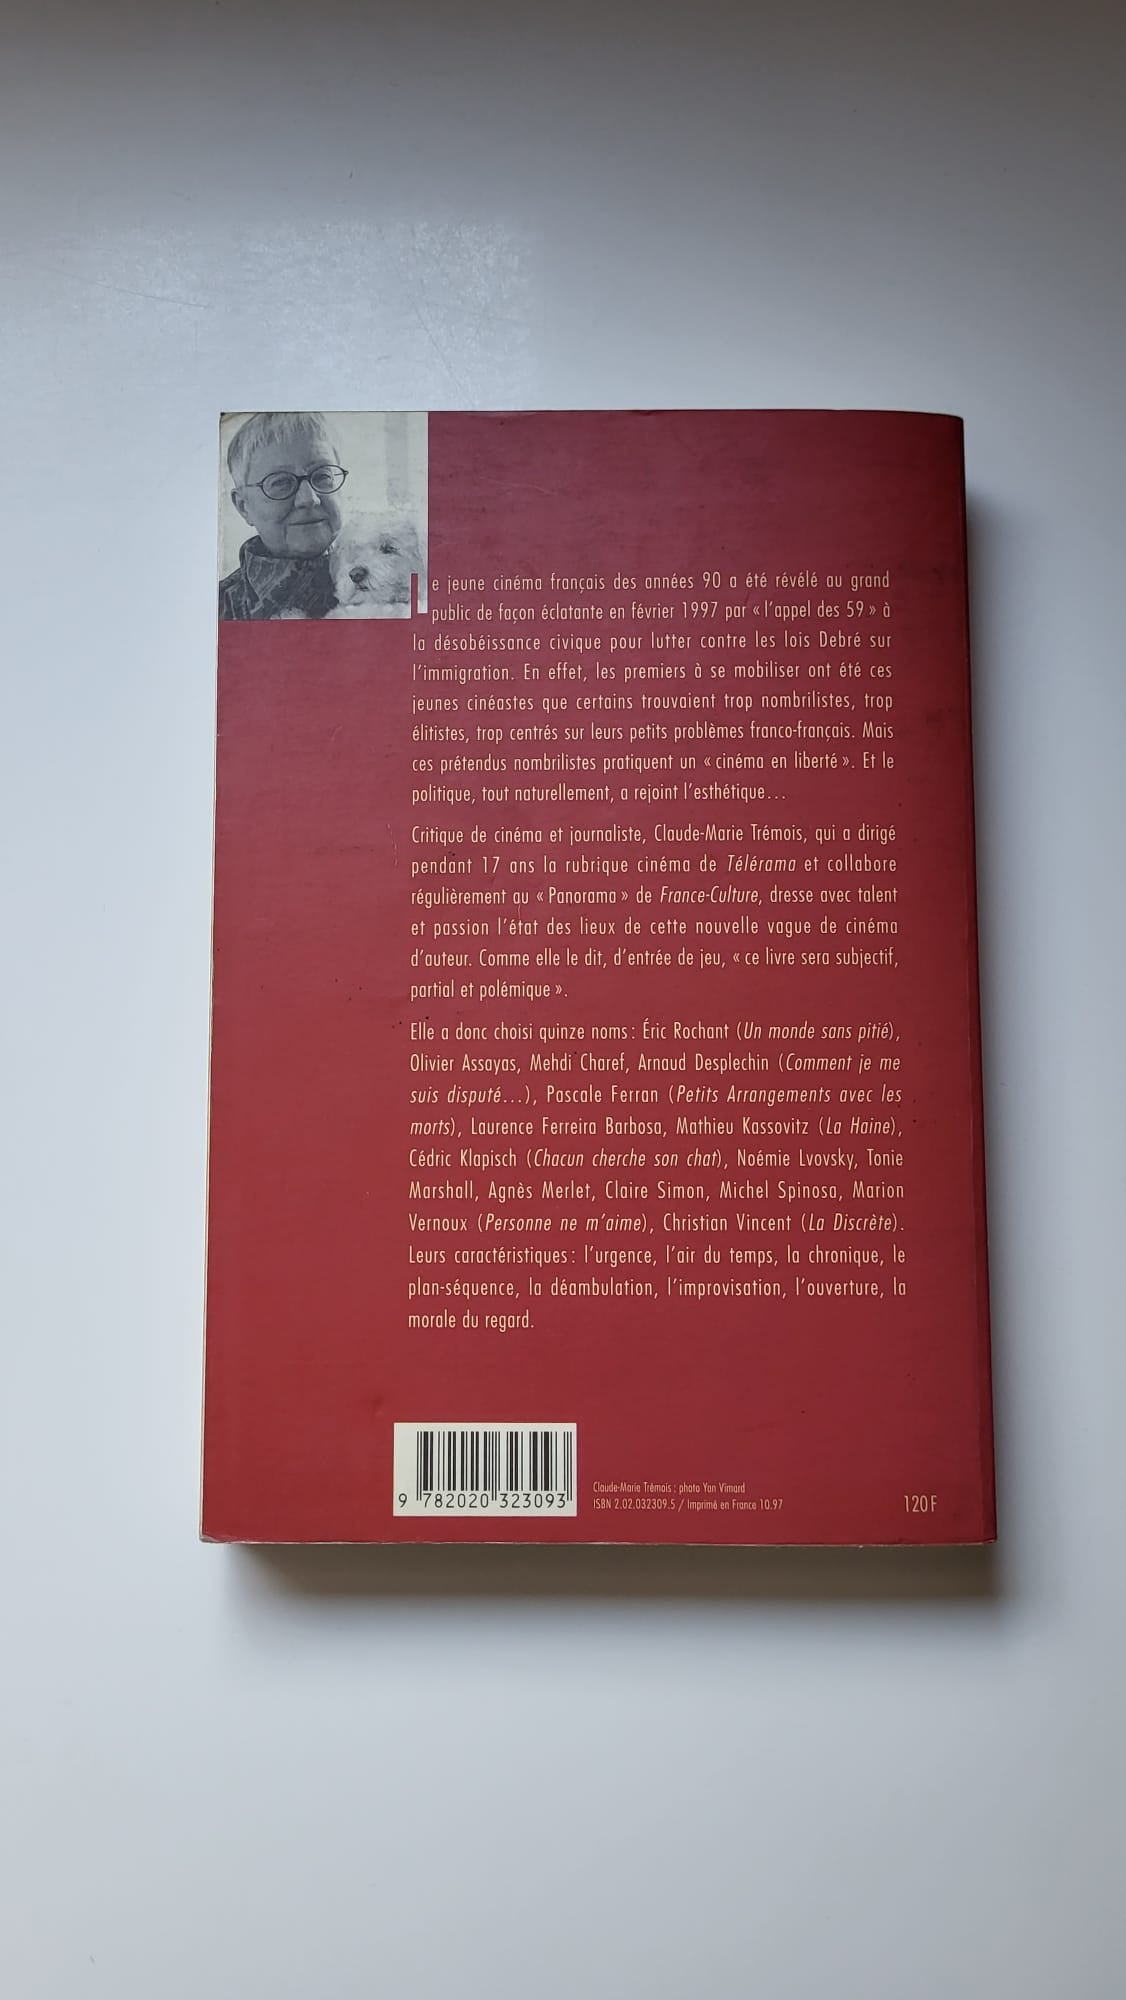 Le jeune cinéma français des années 90 a été révélé au grand
public de façon éclatante en février 1997 par « l'appel des 59 » à
la désobéissance civique pour lutter contre les lois Debré sur
l'immigration. En effet, les premiers à se mobiliser ont été ces
jeunes cinéastes que certains trouvaient trop nombrilistes, trop
élitistes, trop centrés sur leurs petits problèmes franco-français. Mais
ces prétendus nombrilistes pratiquent un « cinéma en liberté ». Et le
politique, tout naturellement, a rejoint l'esthétique...
Critique de cinéma et journaliste, Claude-Marie Trémois, qui a dirigé
pendant 17 ans la rubrique cinéma de Télérama et collabore
régulièrement au « Panorama » de France-Culture, dresse avec talent
et passion l'état des lieux de cette nouvelle vague de cinéma
d'auteur. Comme elle le dit, d'entrée de jeu, « ce livre sera subjectif,
partial et polémique ».
Elle a donc choisi quinze noms : Éric Rochant (Un monde sans pitié),
Olivier Assayas, Mehdi Charef, Arnaud Desplechin (Comment je me
suis disputé...), Pascale Ferran (Petits Arrangements avec les
morts), Laurence Ferreira Barbosa, Mathieu Kassovitz (La Haine),
Cédric Klapisch (Chacun cherche son chat), Noémie Lvovsky, Tonie
Marshall, Agnès Merlet, Claire Simon, Michel Spinosa, Marion
Vernoux (Personne ne m'aime), Christian Vincent (La Discrète).
Leurs caractéristiques : l'urgence, l'air du temps, la chronique, le
plan-séquence, la déambulation, l'improvisation, l'ouverture, la
morale du regard.
9 782020 323093
Claude-Marie Trémois : photo Yan Vimard
ISBN 2.02.032309.5 / Imprimé en France 10.97
120 F